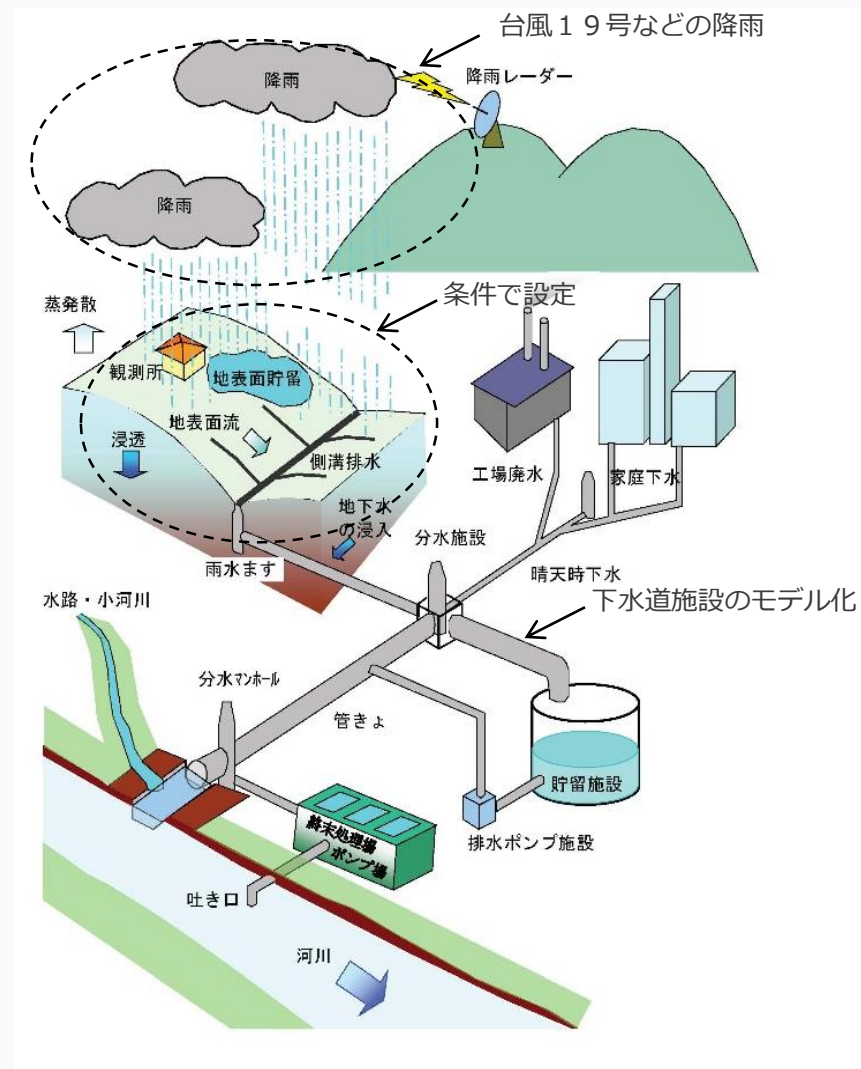 台風１９号などの降雨
降雨
降雨レーダー
降雨
条件で設定
蒸発散
観測所
地表面貯留
地表面流
浸透
側溝排水
工場廃水
家庭下水
地下水
の浸入
分水施設
雨水ます
晴天時下水
水路・小河川
下水道施設のモデル化
分水ﾏﾝﾎｰﾙ
管きょ
貯留施設
終末処理場
ポンプ場
排水ポンプ施設
吐き口
河川